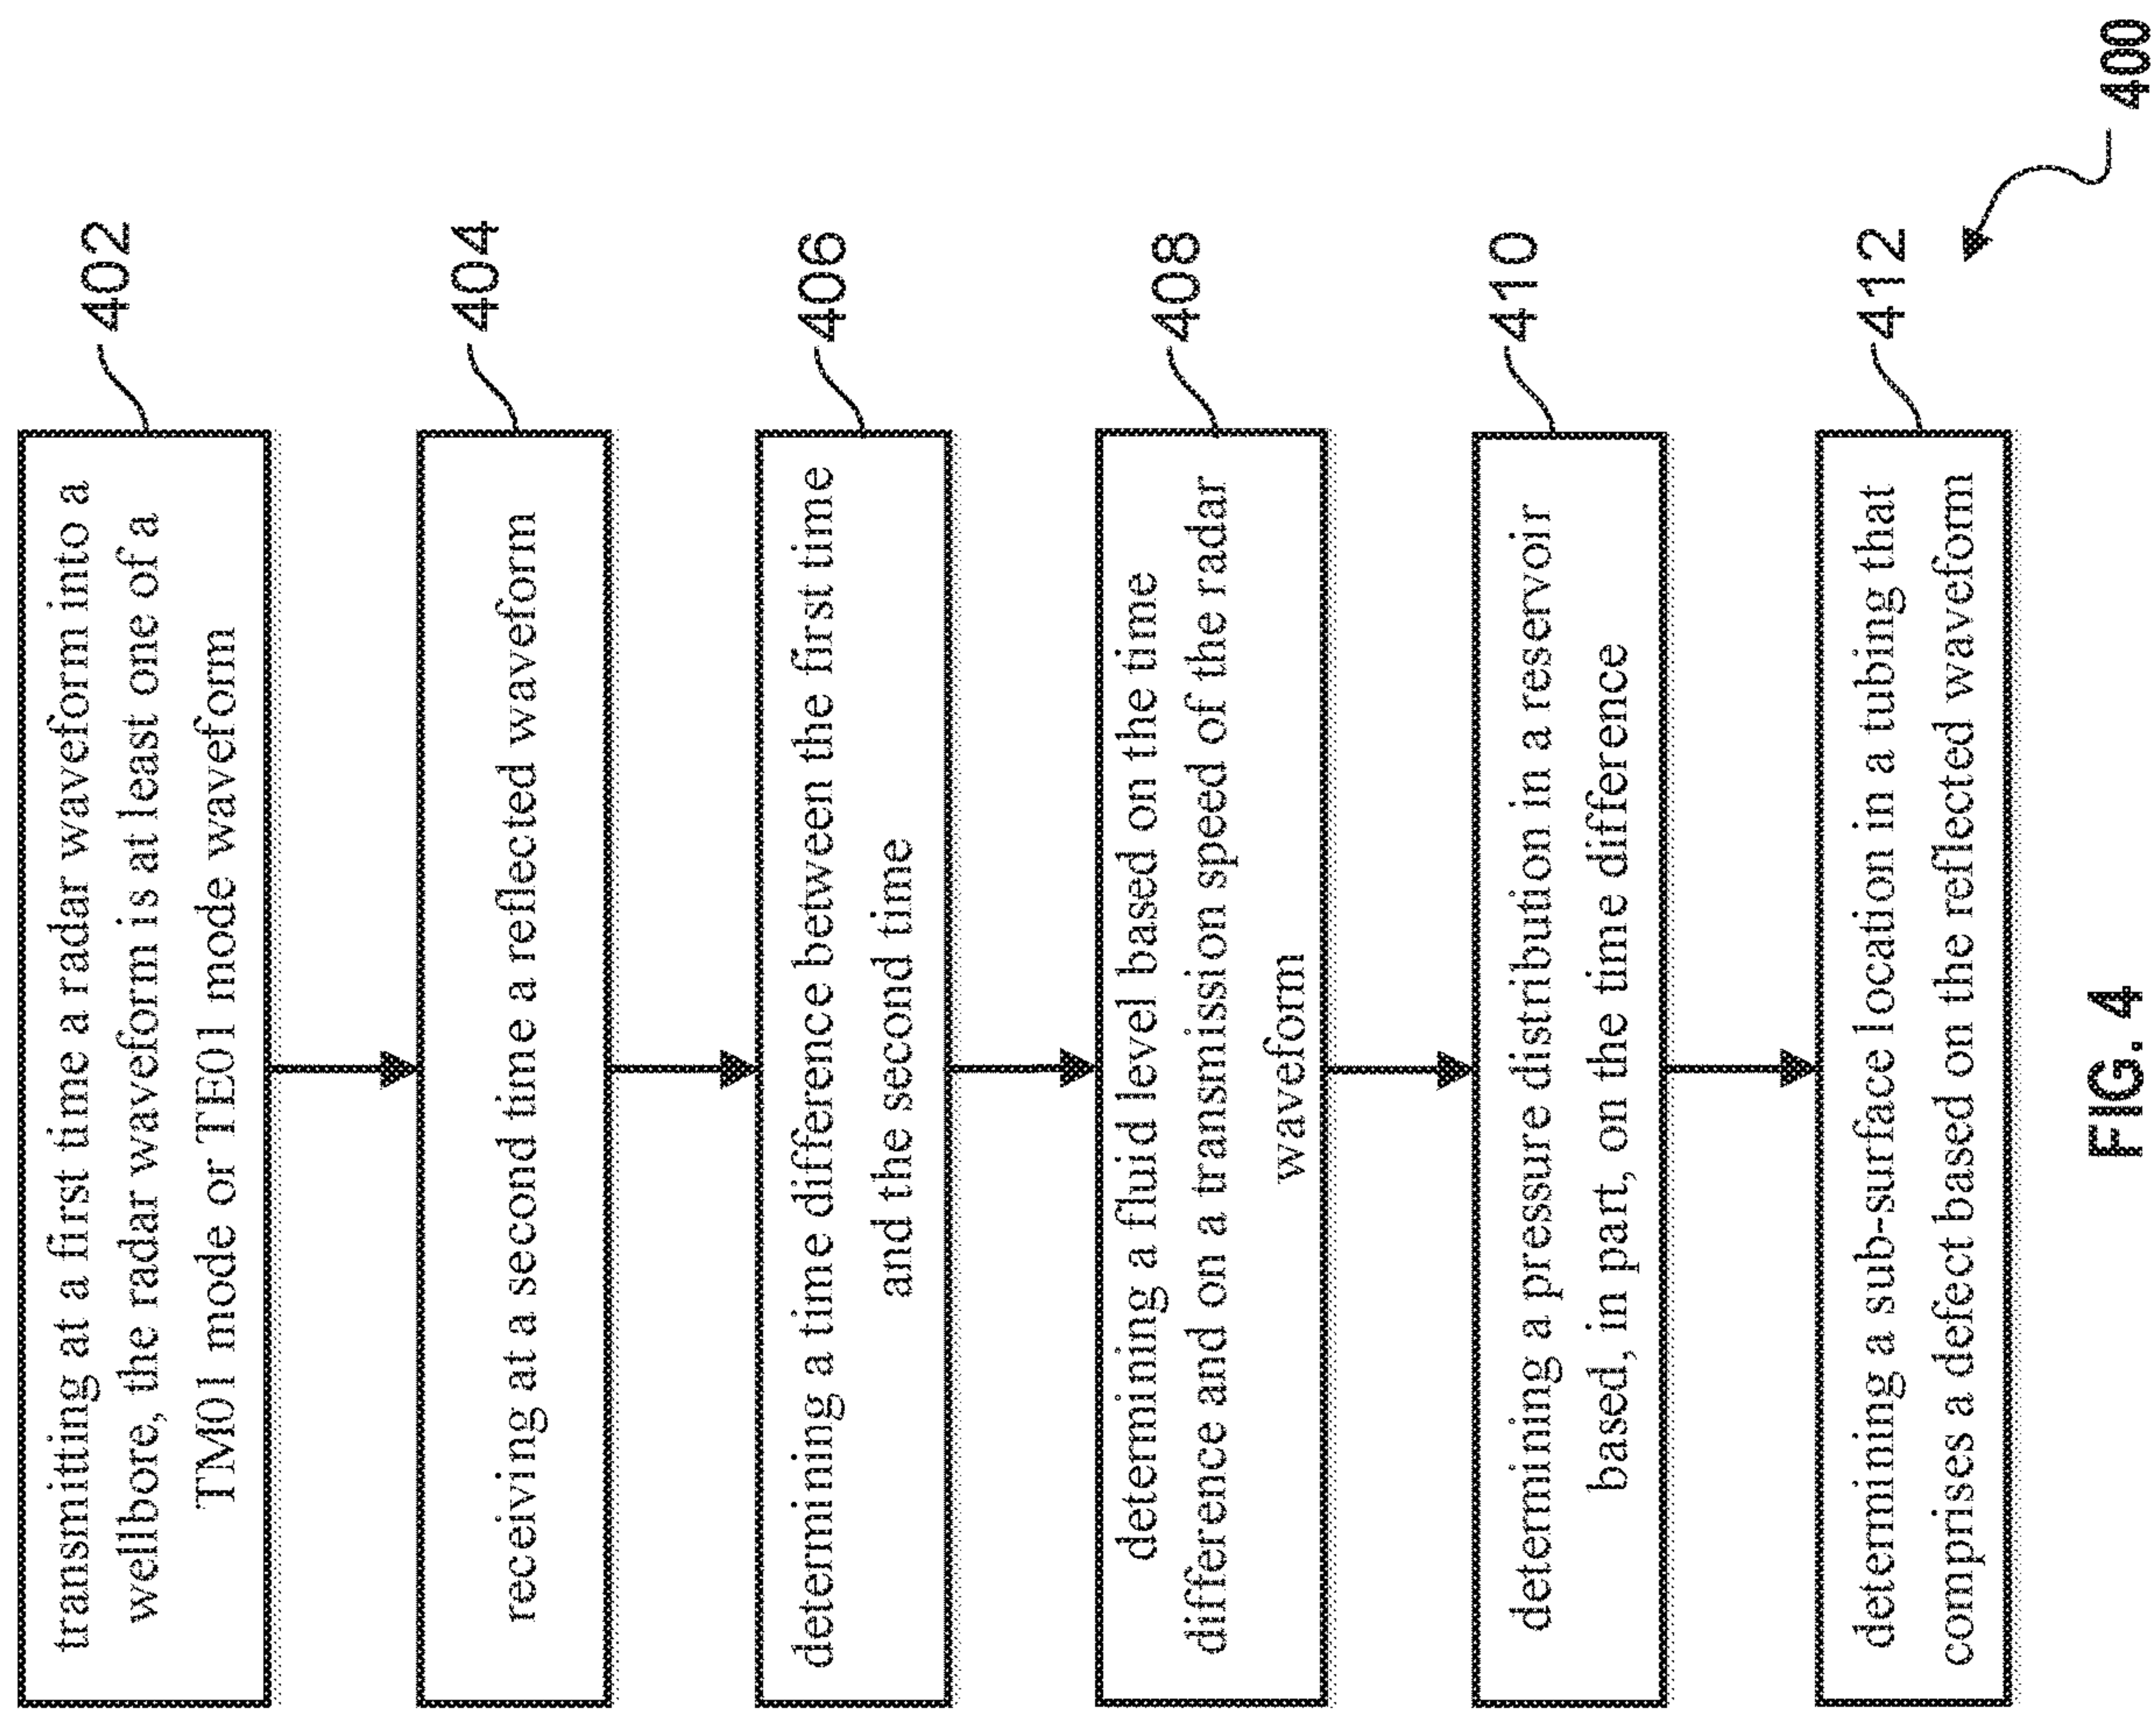 transmitting at a first time a radar waveform into a
wellbore, the radar waveform is at least one of a
TM01 mode or TE01 mode waveform
402
receiving at a second time a reflected waveform
404
determining a time difference between the first time
and the second time
406
determining a fluid level based on the time
difference and on a transmission speed of the radar
waveform
408
determining a pressure distribution in a reservoir
based, in part, on the time difference
410
determining a sub-surface location in a tubing that
comprises a defect based on the reflected waveform
412
400
FIG. 4